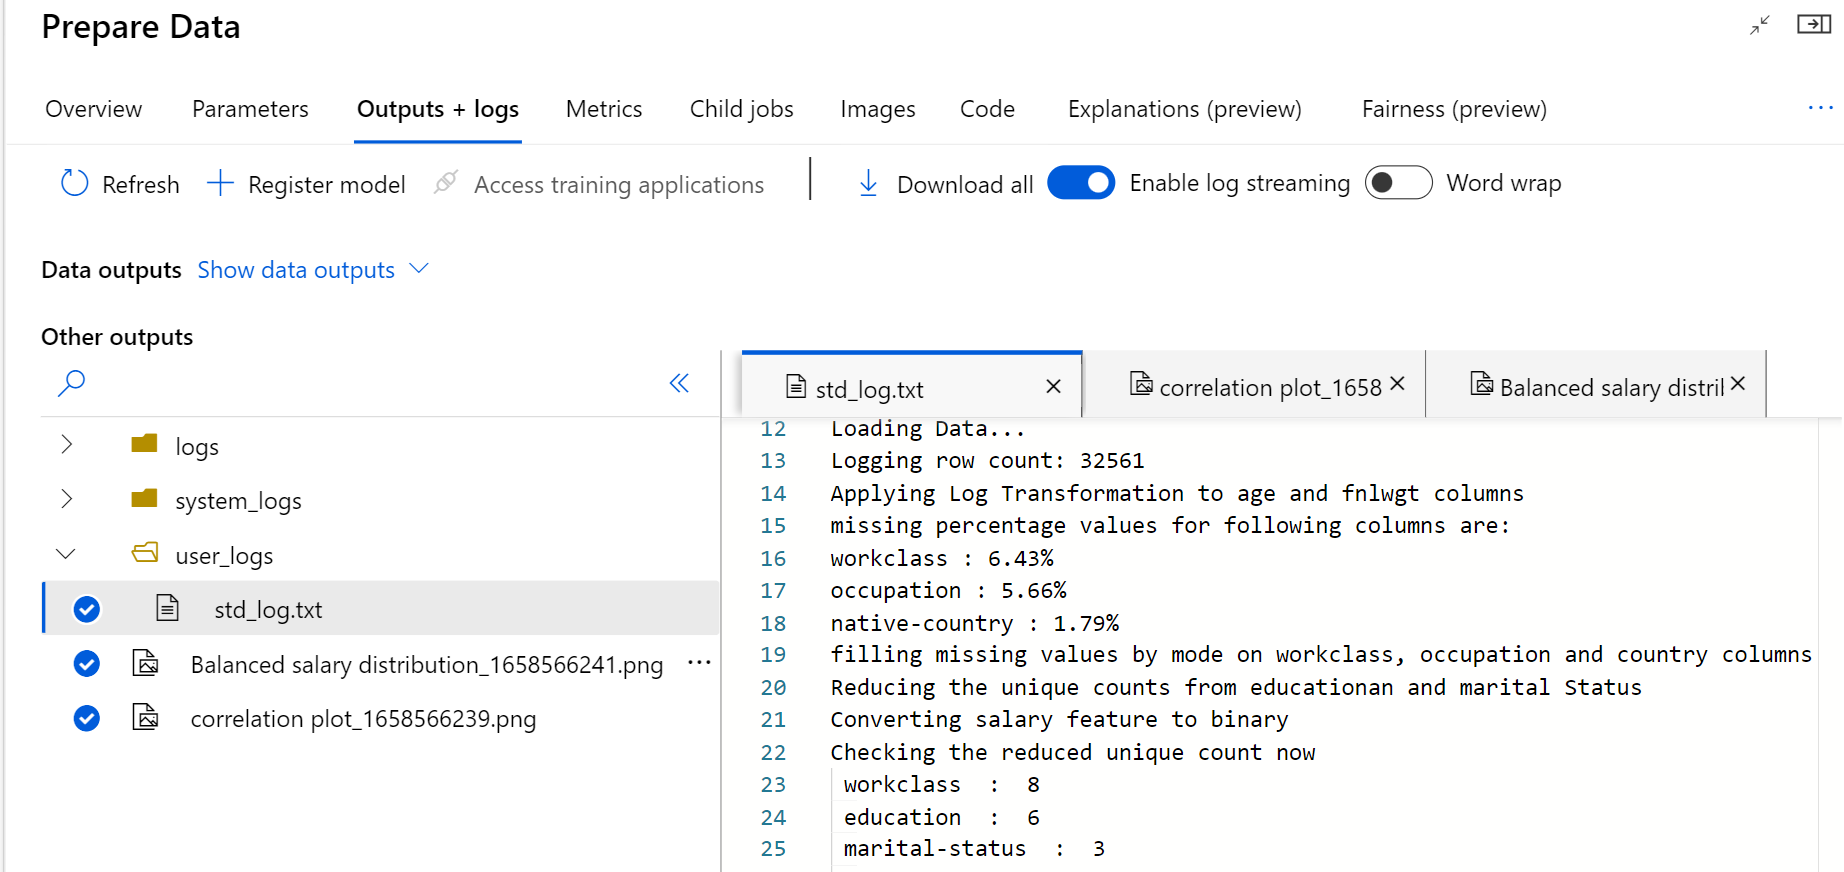 Prepare Data
Overview Parameters Outputs + logs Metrics Child jobs Images Code Explanations (preview) Fairness (preview) ...
Refresh Register model Access training applications Download all Enable log streaming Word wrap
Data outputs Show data outputs
Other outputs
logs
system_logs
user_logs
std_log.txt
Balanced salary distribution_1658566241.png ...
correlation plot_1658566239.png
std_log.txt correlation plot_1658 Balanced salary distril
12 Loading Data...
13 Logging row count: 32561
14 Applying Log Transformation to age and fnlwgt columns
15 missing percentage values for following columns are:
16 workclass : 6.43%
17 occupation : 5.66%
18 native-country : 1.79%
19 filling missing values by mode on workclass, occupation and country columns
20 Reducing the unique counts from educationan and marital Status
21 Converting salary feature to binary
22 Checking the reduced unique count now
23 workclass : 8
24 education : 6
25 marital-status : 3